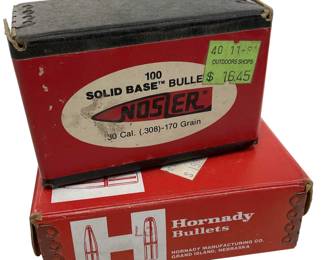 100
SOLID BASE™ BULLE
NOSLER
30 Cal. (.308)-170 Grain
40 11-9
OUTDOORS SHOPS
$ 16.45
H
Hornady
Bullets
HORNADY MANUFACTURING CO.
GRAND ISLAND, NEBRASKA